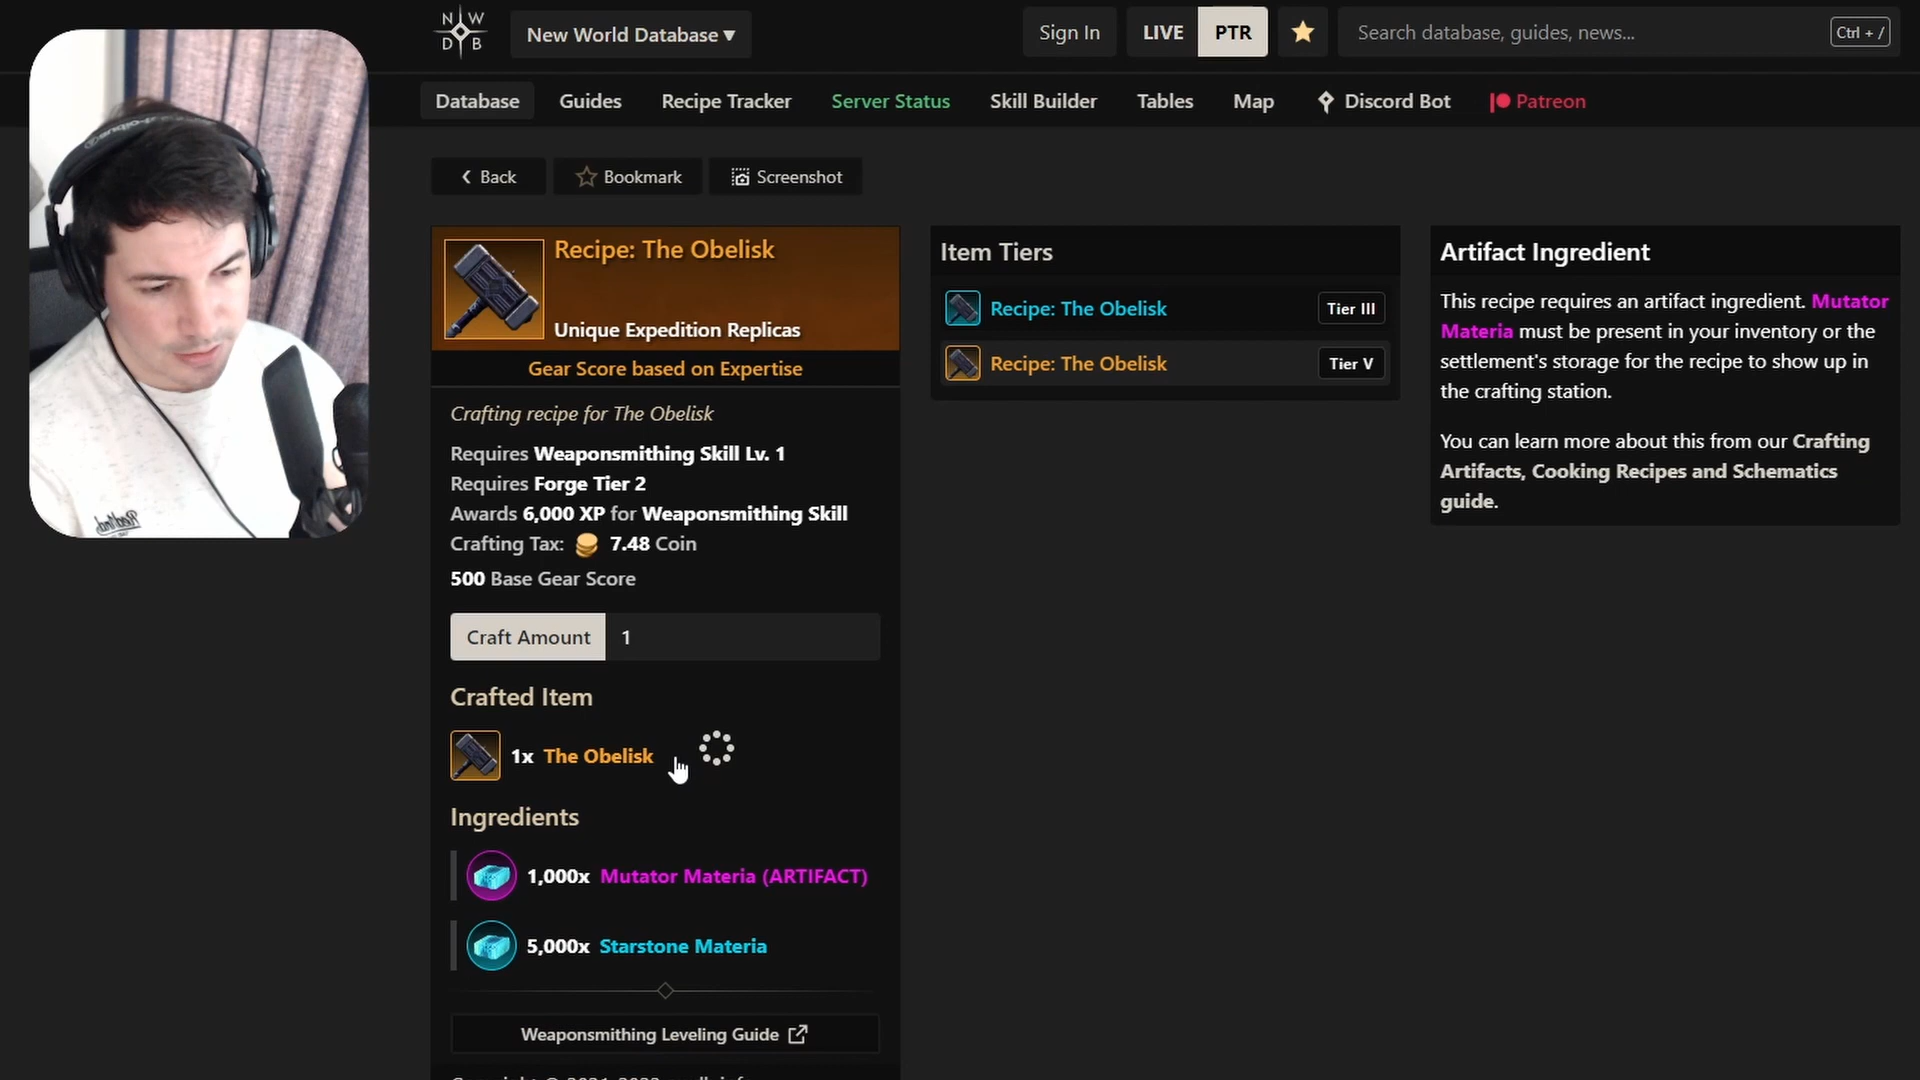 N W
D B
New World Database ▾
Sign In
LIVE
PTR
Search database, guides, news...
Ctrl + /
Database
Guides
Recipe Tracker
Server Status
Skill Builder
Tables
Map
Discord Bot
Patreon
Back
Bookmark
Screenshot
Recipe: The Obelisk
Unique Expedition Replicas
Gear Score based on Expertise
Crafting recipe for The Obelisk
Requires Weaponsmithing Skill Lv. 1
Requires Forge Tier 2
Awards 6,000 XP for Weaponsmithing Skill
Crafting Tax: 7.48 Coin
500 Base Gear Score
Craft Amount 1
Crafted Item
1x The Obelisk
Ingredients
1,000x Mutator Materia (ARTIFACT)
5,000x Starstone Materia
Weaponsmithing Leveling Guide
Item Tiers
Recipe: The Obelisk Tier III
Recipe: The Obelisk Tier V
Artifact Ingredient
This recipe requires an artifact ingredient. Mutator
Materia must be present in your inventory or the
settlement's storage for the recipe to show up in
the crafting station.
You can learn more about this from our Crafting
Artifacts, Cooking Recipes and Schematics
guide.